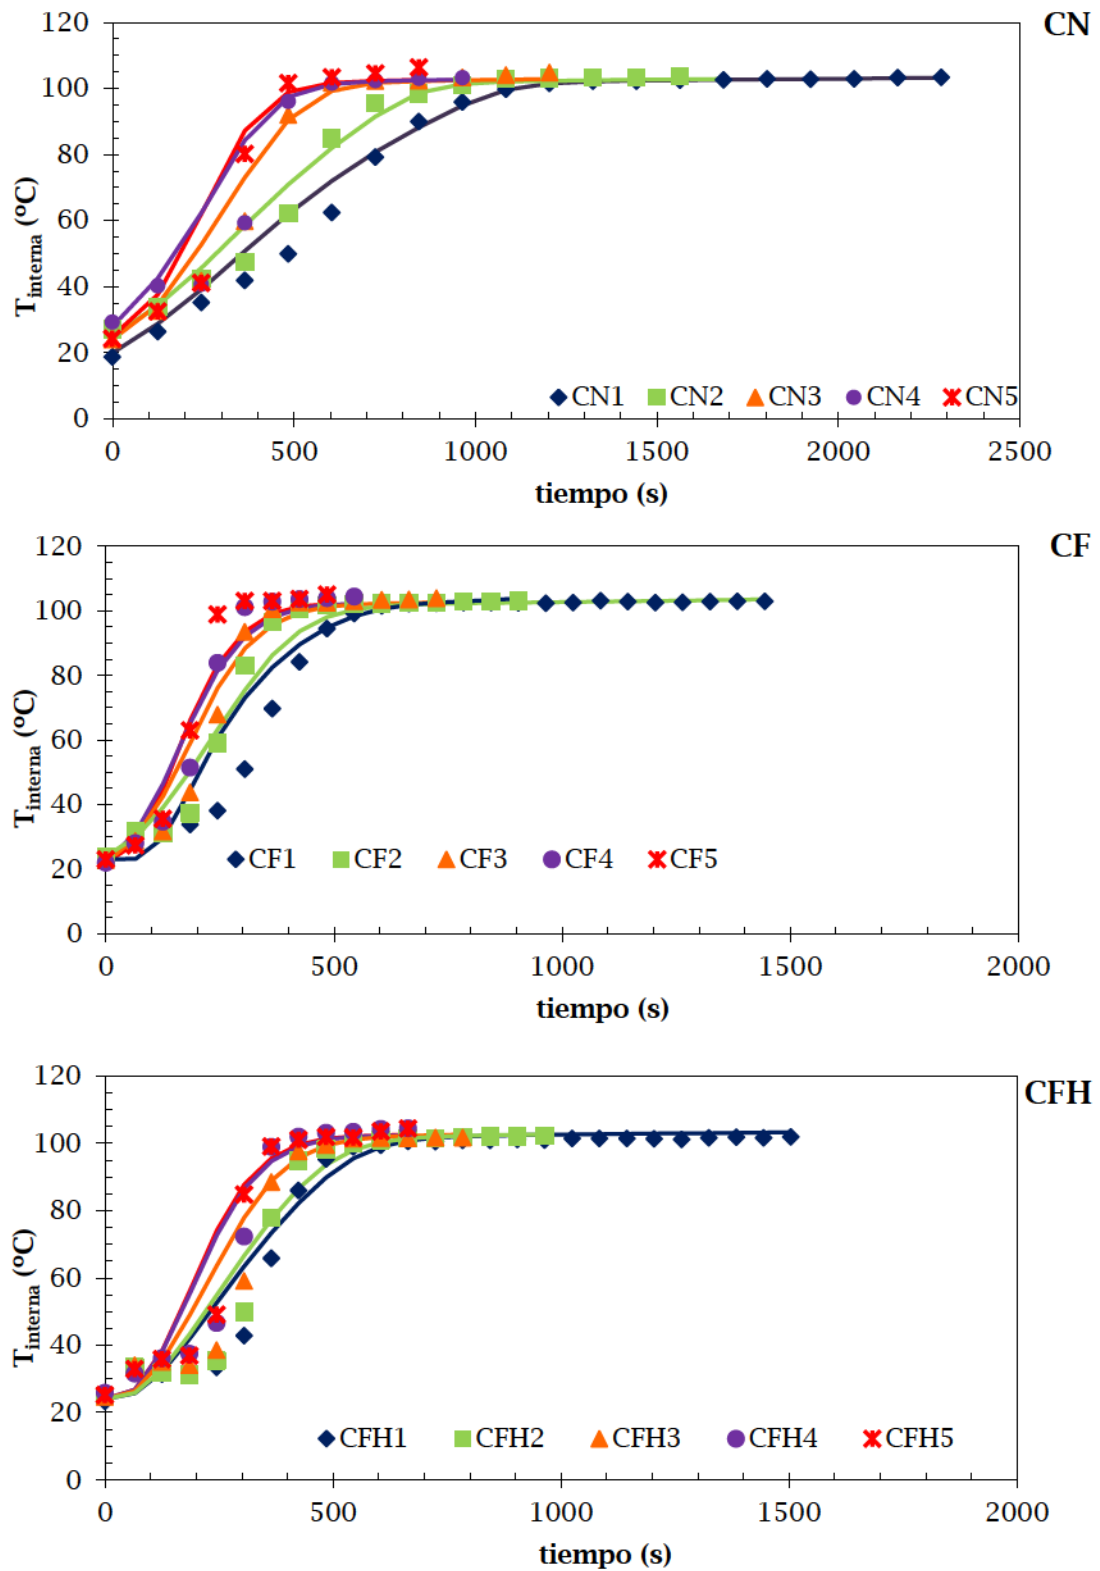 CN
120
100
80
60
40
20
0
T interna (ºC)
CN1 CN2 CN3 CN4 CN5
0 500 1000 1500 2000 2500
tiempo (s)
CF
120
100
80
60
40
20
0
T interna (ºC)
CF1 CF2 CF3 CF4 CF5
0 500 1000 1500 2000
tiempo (s)
CFH
120
100
80
60
40
20
0
T interna (ºC)
CFH1 CFH2 CFH3 CFH4 CFH5
0 500 1000 1500 2000
tiempo (s)